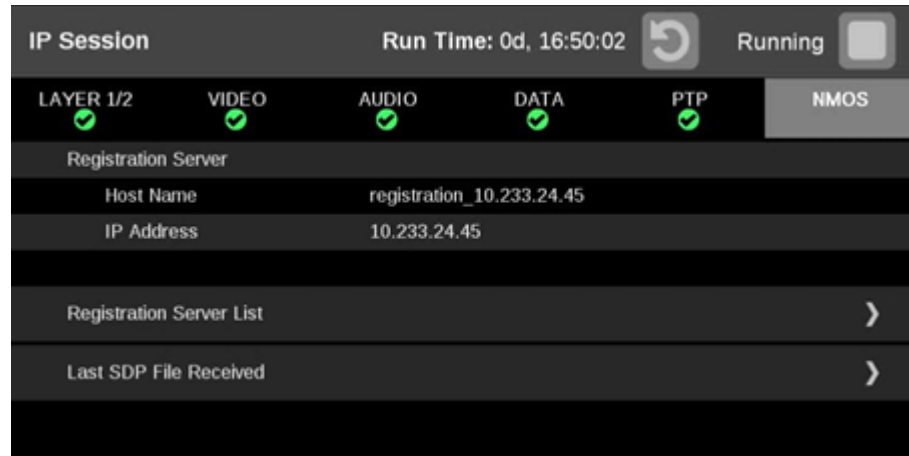 IP Session Run Time: 0d, 16:50:02 Running
LAYER 1/2 VIDEO AUDIO DATA PTP NMOS
Registration Server
Host Name registration_10.233.24.45
IP Address 10.233.24.45
Registration Server List
Last SDP File Received